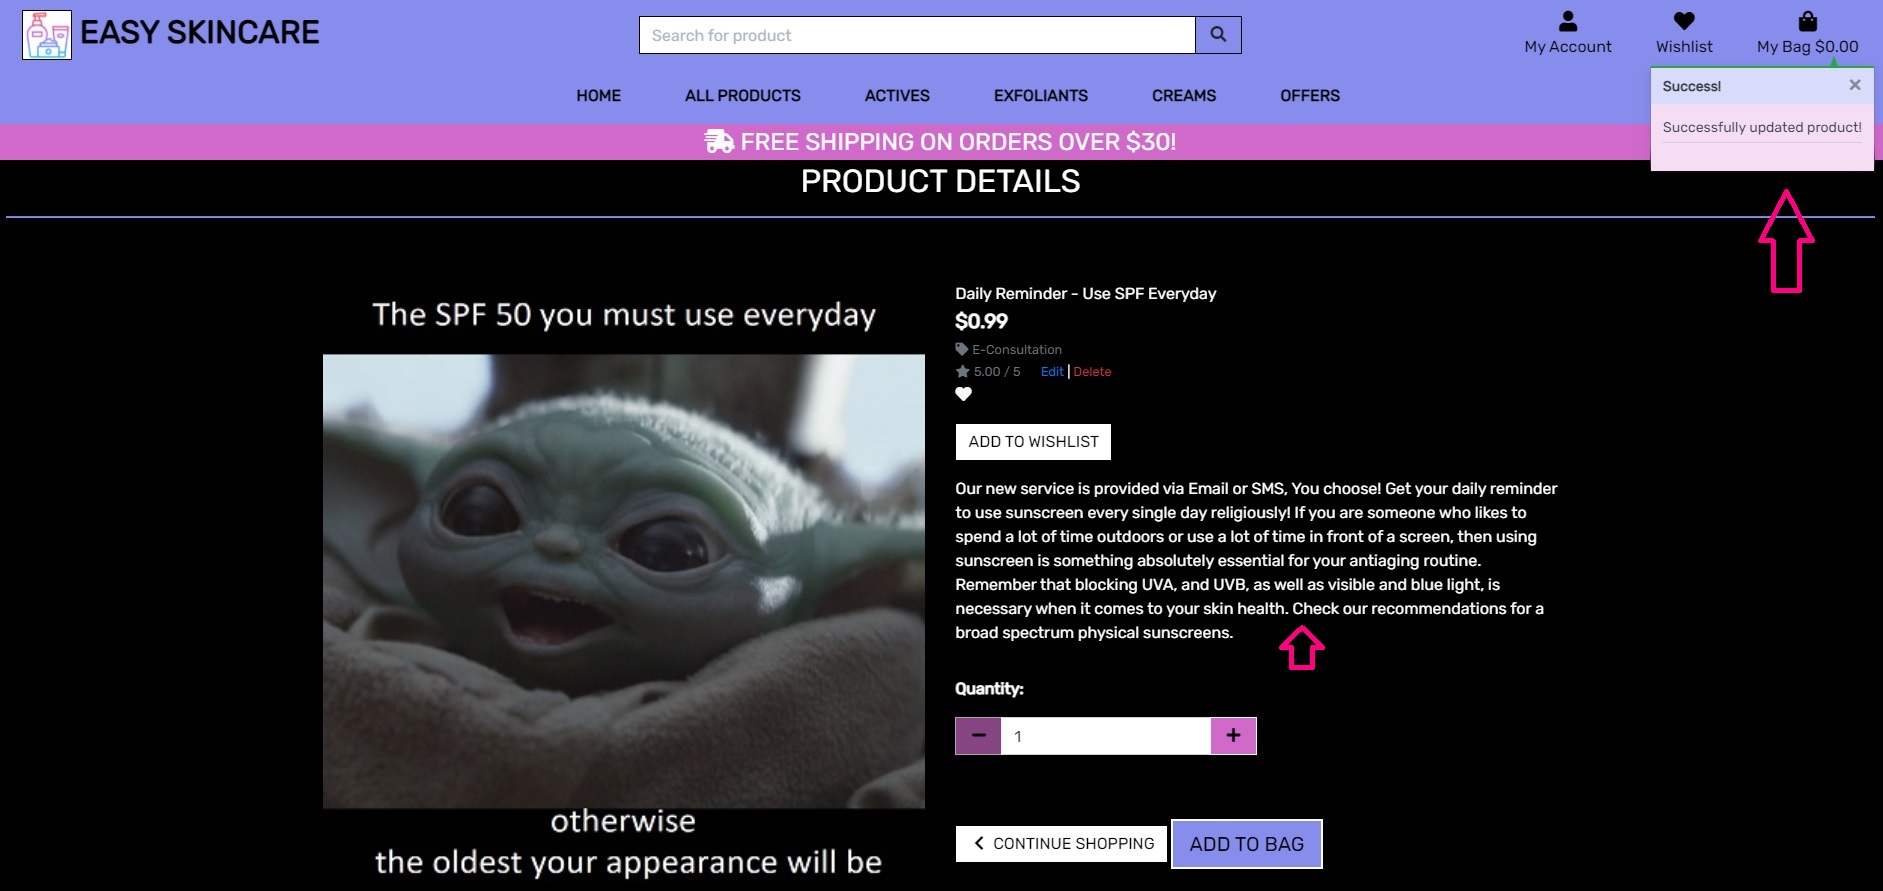 EASY SKINCARE
Search for product
My Account
Wishlist
My Bag $0.00
HOME
ALL PRODUCTS
ACTIVES
EXFOLIANTS
CREAMS
OFFERS
Success!
×
Successfully updated product!
FREE SHIPPING ON ORDERS OVER $30!
PRODUCT DETAILS
The SPF 50 you must use everyday
otherwise
the oldest your appearance will be
Daily Reminder - Use SPF Everyday
$0.99
E-Consultation
5.00 / 5 Edit | Delete
ADD TO WISHLIST
Our new service is provided via Email or SMS, You choose! Get your daily reminder
to use sunscreen every single day religiously! If you are someone who likes to
spend a lot of time outdoors or use a lot of time in front of a screen, then using
sunscreen is something absolutely essential for your antiaging routine.
Remember that blocking UVA, and UVB, as well as visible and blue light, is
necessary when it comes to your skin health. Check our recommendations for a
broad spectrum physical sunscreens.
Quantity:
1
CONTINUE SHOPPING
ADD TO BAG